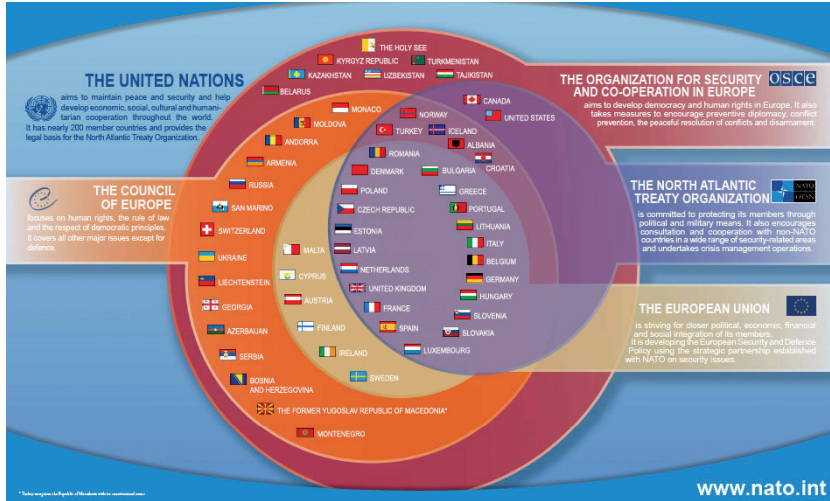 THE UNITED NATIONS
aims to maintain peace and security and help
develop economic, social, cultural and humani-
tarian cooperation throughout the world.
It has nearly 200 member countries and provides the
legal basis for the North Atlantic Treaty Organization.
THE COUNCIL
OF EUROPE
focuses on human rights, the rule of law
and the respect of democratic principles.
It covers all other major issues except for
defence.
THE HOLY SEE
KYRGYZ REPUBLIC
TURKMENISTAN
KAZAKHSTAN
UZBEKISTAN
TAJIKISTAN
BELARUS
MONACO
MOLDOVA
ANDORRA
ARMENIA
RUSSIA
SAN MARINO
SWITZERLAND
UKRAINE
LIECHTENSTEIN
GEORGIA
AZERBAIJAN
SERBIA
BOSNIA
AND HERZEGOVINA
THE FORMER YUGOSLAV REPUBLIC OF MACEDONIA*
MONTENEGRO
MALTA
CYPRUS
AUSTRIA
FINLAND
IRELAND
SWEDEN
CANADA
UNITED STATES
NORWAY
TURKEY
ICELAND
ALBANIA
CROATIA
ROMANIA
DENMARK
BULGARIA
POLAND
GREECE
CZECH REPUBLIC
PORTUGAL
ESTONIA
LITHUANIA
LATVIA
ITALY
NETHERLANDS
BELGIUM
UNITED KINGDOM
GERMANY
FRANCE
HUNGARY
SPAIN
SLOVENIA
LUXEMBOURG
SLOVAKIA
THE ORGANIZATION FOR SECURITY
AND CO-OPERATION IN EUROPE
osce
aims to develop democracy and human rights in Europe. It also
takes measures to encourage preventive diplomacy, conflict
prevention, the peaceful resolution of conflicts and disarmament.
THE NORTH ATLANTIC
TREATY ORGANIZATION
NATO
OTAN
is committed to protecting its members through
political and military means. It also encourages
consultation and cooperation with non-NATO
countries in a wide range of security-related areas
and undertakes crisis management operations.
THE EUROPEAN UNION
is striving for closer political, economic, financial
and social integration of its members.
It is developing the European Security and Defence
Policy using the strategic partnership established
with NATO on security issues.
* Turkey recognises the Republic of Macedonia with its constitutional name
www.nato.int